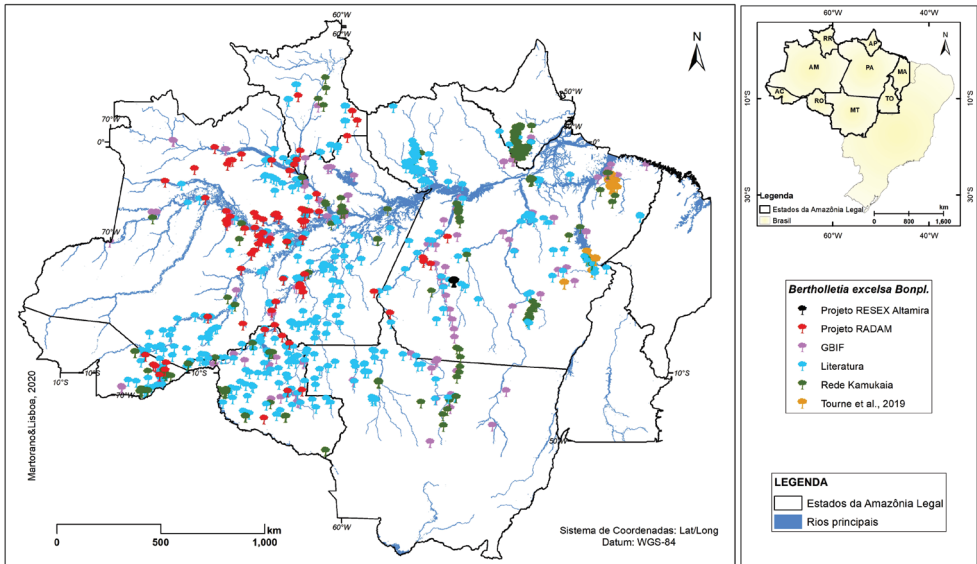 60°W
60°W
N
50°W
70°W
0°
50°W
0°
70°W
10°S
10°S
70°W
10°S
50°W
60°W
Martorano&Lisboa, 2020
km
0 500 1,000
Sistema de Coordenadas: Lat/Long
Datum: WGS-84
60°W 40°W
N
RR
AP
AM
PA
MA
AC
RO
TO
MT
10°S
10°S
30°S
30°S
Legenda
Estados da Amazônia Legal
Brasil
km
0 800 1,600
60°W 40°W
Bertholletia excelsa Bonpl.
Projeto RESEX Altamira
Projeto RADAM
GBIF
Literatura
Rede Kamukaia
Tourne et al., 2019
LEGENDA
Estados da Amazônia Legal
Rios principais